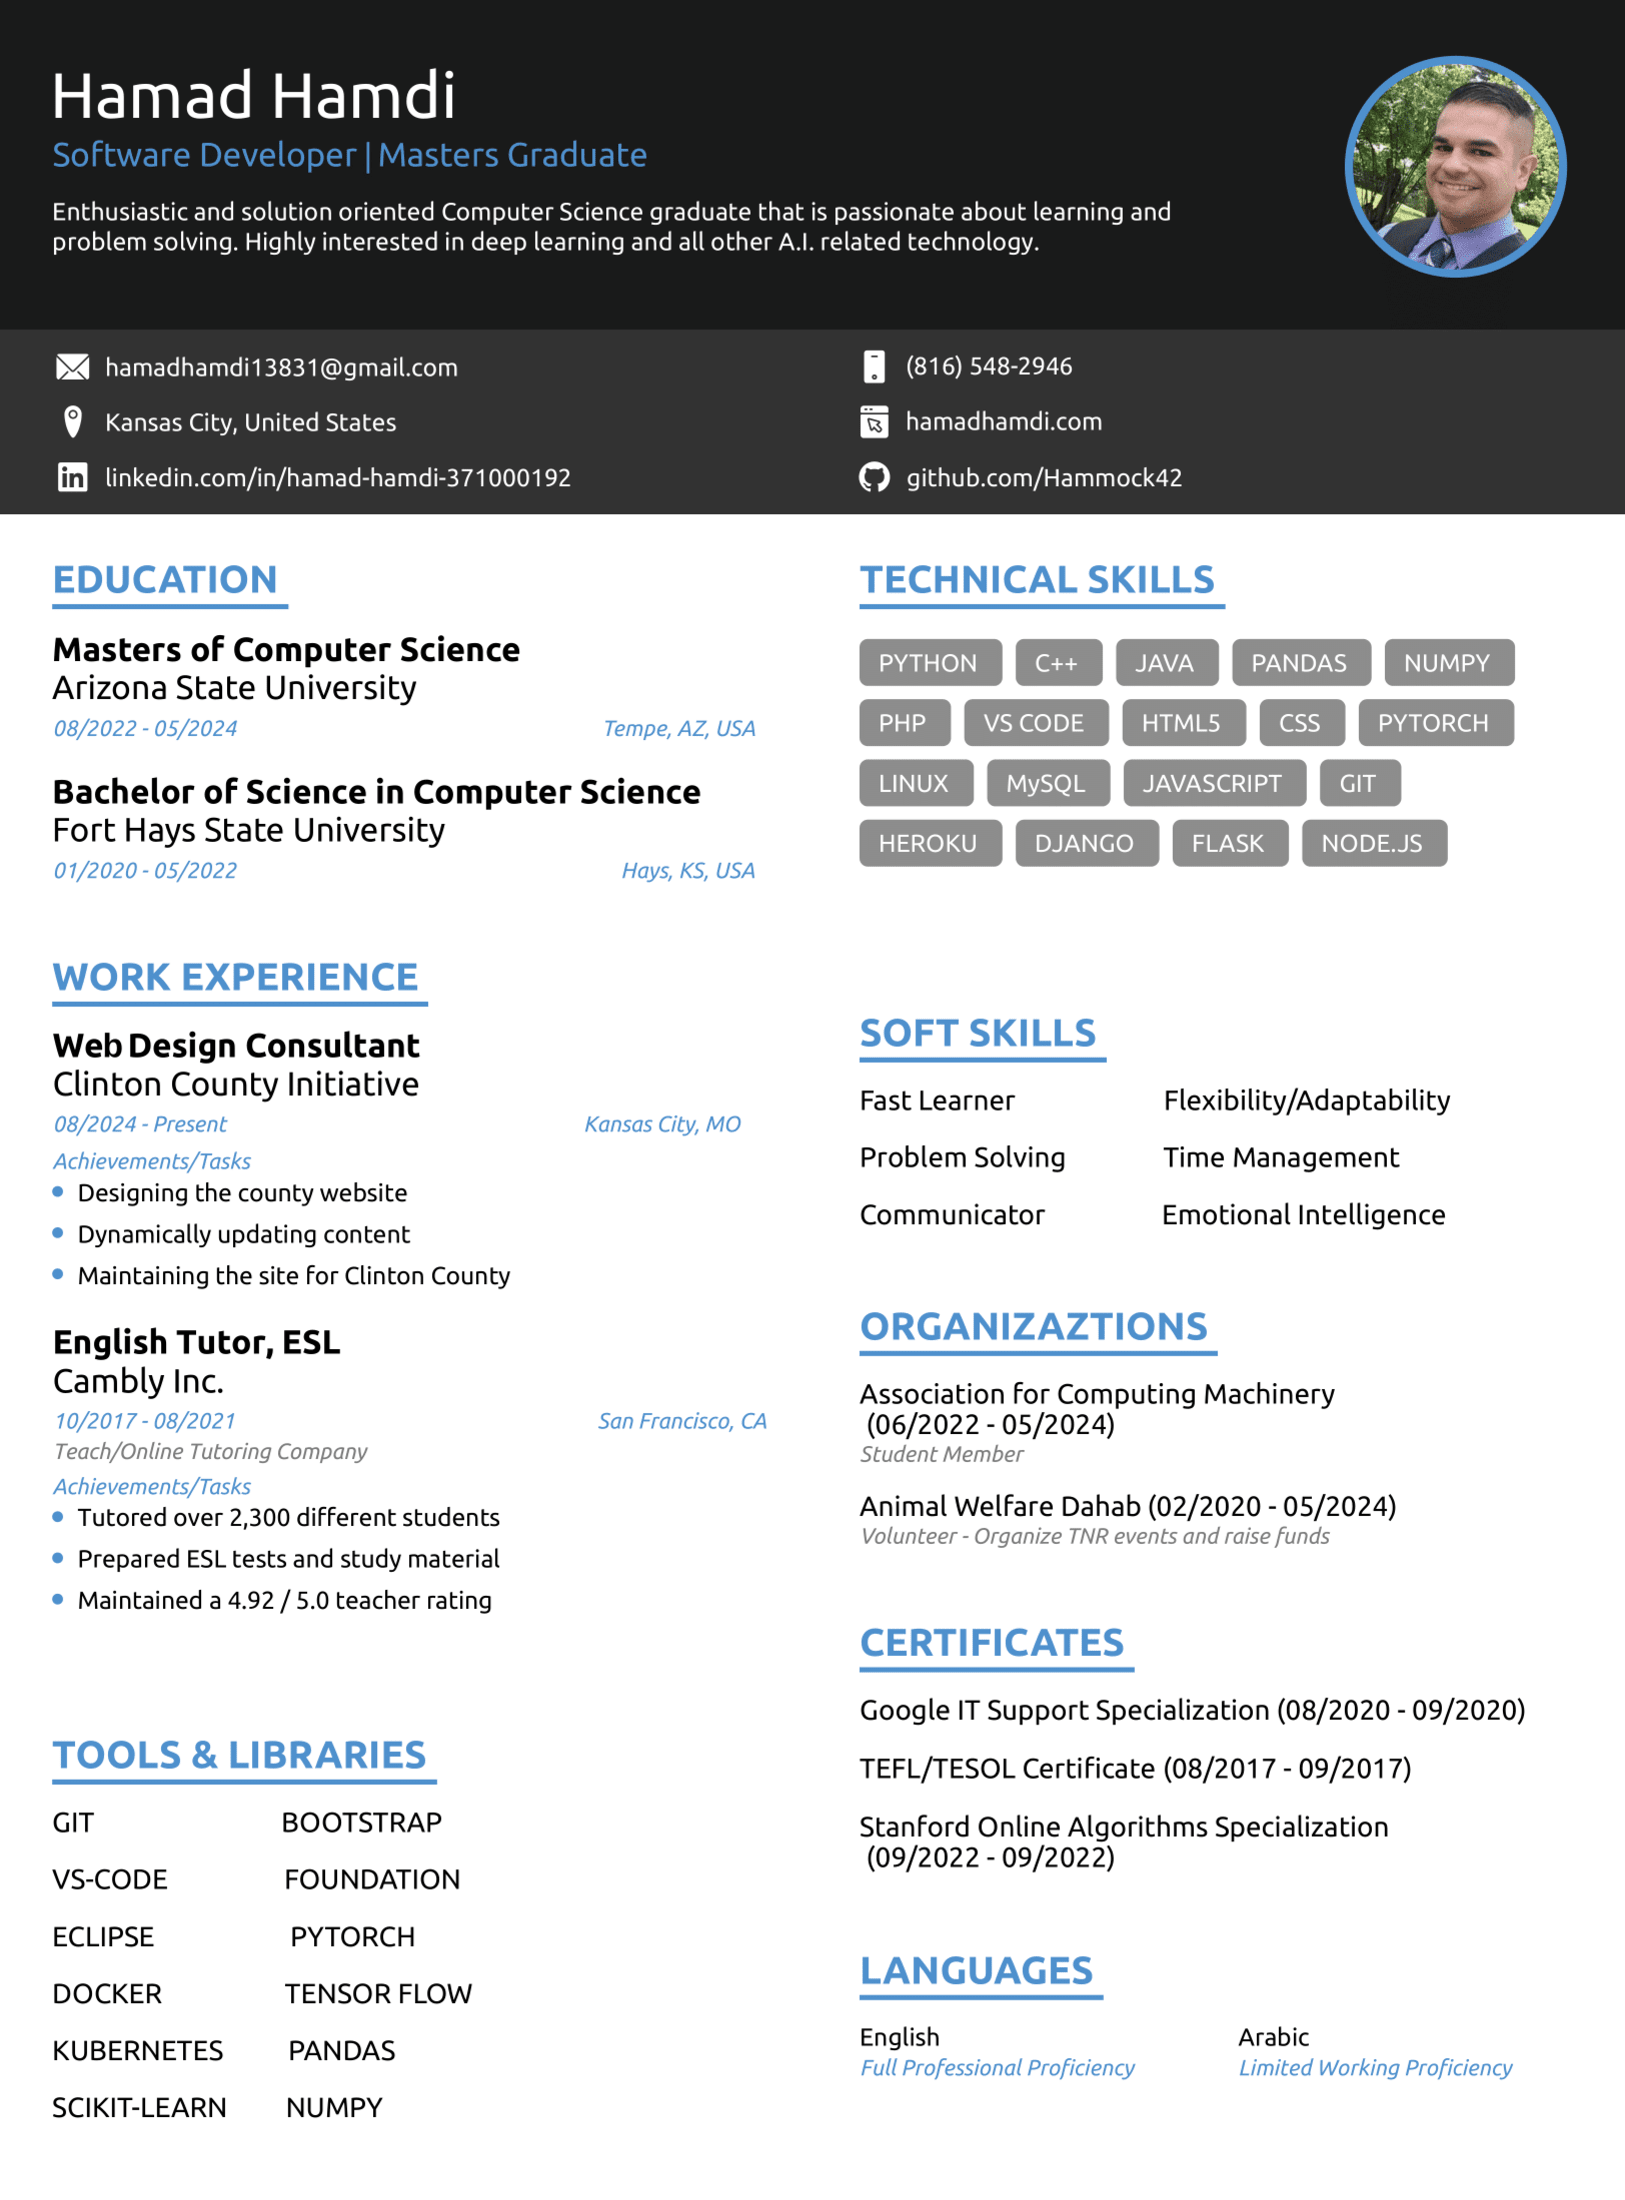 Hamad Hamdi
Software Developer | Masters Graduate
Enthusiastic and solution oriented Computer Science graduate that is passionate about learning and
problem solving. Highly interested in deep learning and all other A.I. related technology.
hamadhamdi13831@gmail.com
(816) 548-2946
Kansas City, United States
hamadhamdi.com
linkedin.com/in/hamad-hamdi-371000192
github.com/Hammock42
EDUCATION
Masters of Computer Science
Arizona State University
08/2022 - 05/2024 Tempe, AZ, USA
Bachelor of Science in Computer Science
Fort Hays State University
01/2020 - 05/2022 Hays, KS, USA
WORK EXPERIENCE
Web Design Consultant
Clinton County Initiative
08/2024 - Present Kansas City, MO
Achievements/Tasks
Designing the county website
Dynamically updating content
Maintaining the site for Clinton County
English Tutor, ESL
Cambly Inc.
10/2017 - 08/2021 San Francisco, CA
Teach/Online Tutoring Company
Achievements/Tasks
Tutored over 2,300 different students
Prepared ESL tests and study material
Maintained a 4.92 / 5.0 teacher rating
TOOLS & LIBRARIES
GIT BOOTSTRAP
VS-CODE FOUNDATION
ECLIPSE PYTORCH
DOCKER TENSOR FLOW
KUBERNETES PANDAS
SCIKIT-LEARN NUMPY
TECHNICAL SKILLS
PYTHON C++ JAVA PANDAS NUMPY
PHP VS CODE HTML5 CSS PYTORCH
LINUX MySQL JAVASCRIPT GIT
HEROKU DJANGO FLASK NODE.JS
SOFT SKILLS
Fast Learner Flexibility/Adaptability
Problem Solving Time Management
Communicator Emotional Intelligence
ORGANIZAZTIONS
Association for Computing Machinery
(06/2022 - 05/2024)
Student Member
Animal Welfare Dahab (02/2020 - 05/2024)
Volunteer - Organize TNR events and raise funds
CERTIFICATES
Google IT Support Specialization (08/2020 - 09/2020)
TEFL/TESOL Certificate (08/2017 - 09/2017)
Stanford Online Algorithms Specialization
(09/2022 - 09/2022)
LANGUAGES
English Arabic
Full Professional Proficiency Limited Working Proficiency